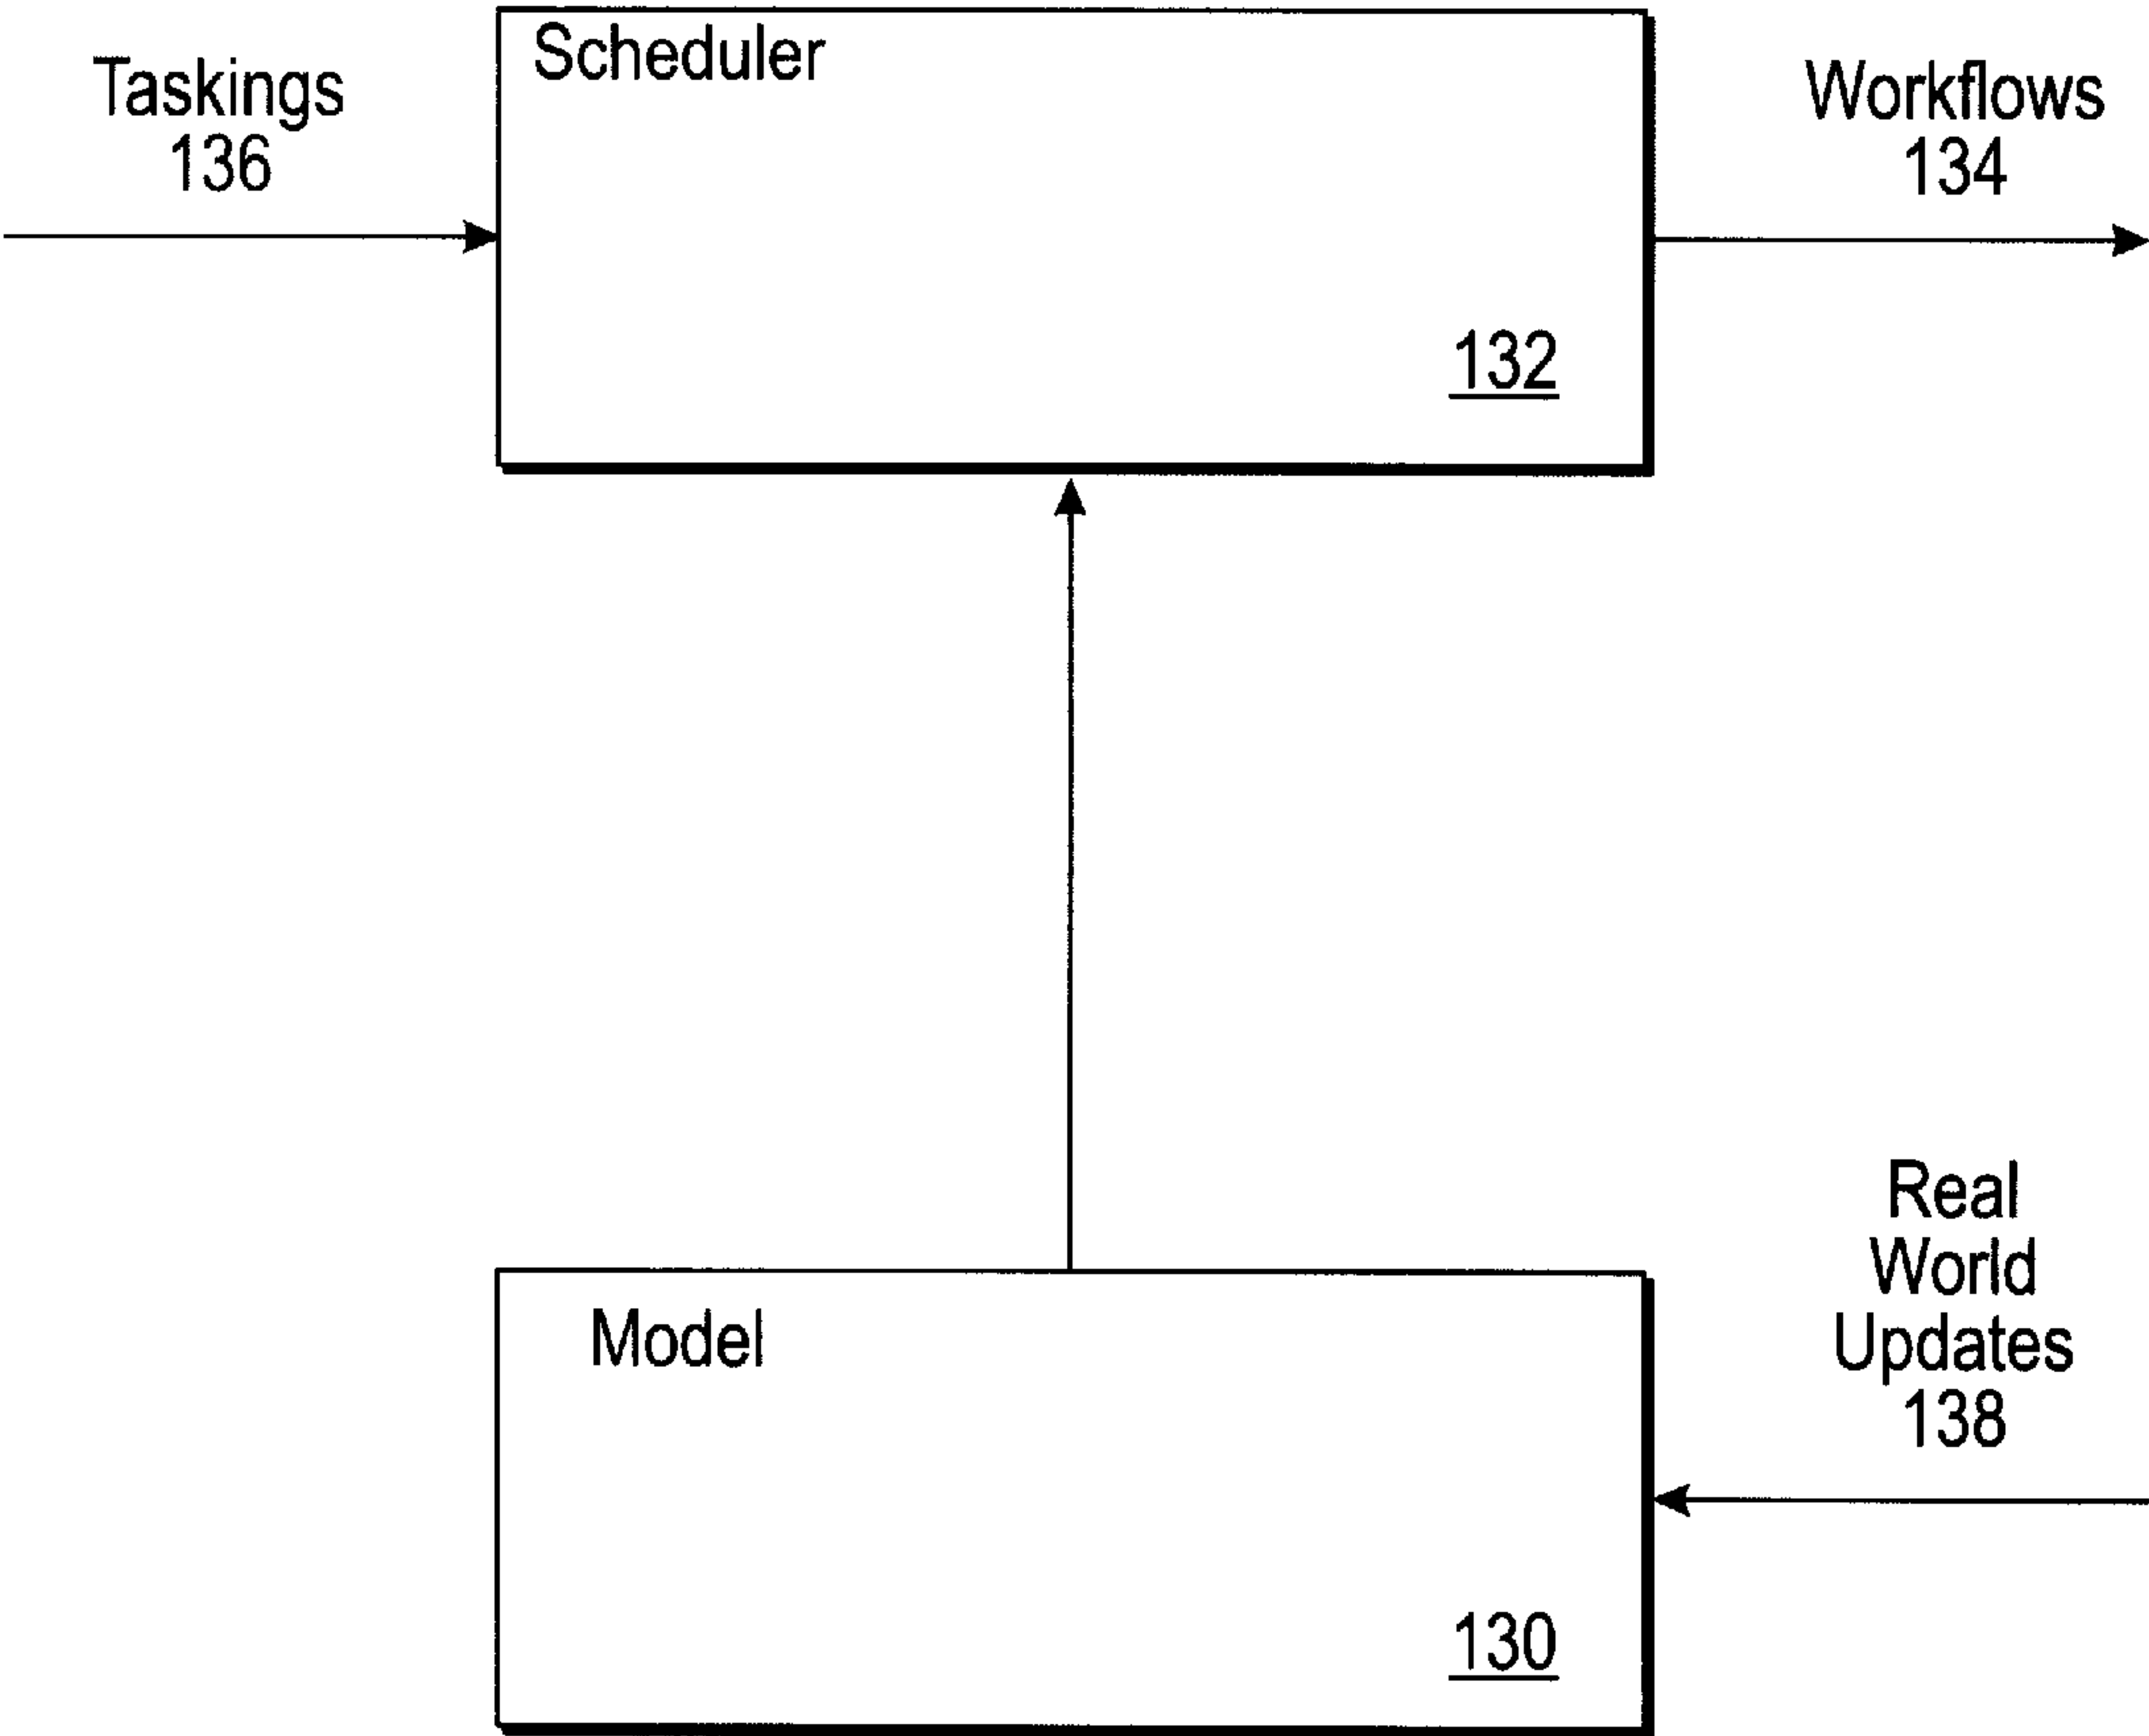 Scheduler
Taskings
136
Workflows
134
132
Real
World
Updates
138
Model
130